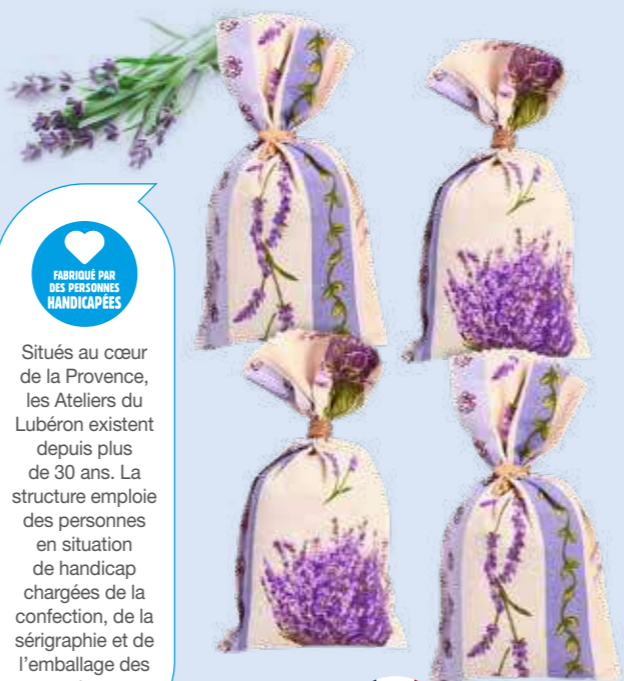 FABRIQUÉ PAR
DES PERSONNES
HANDICAPÉES
Situés au cœur
de la Provence,
les Ateliers du
Lubéron existent
depuis plus
de 30 ans. La
structure emploie
des personnes
en situation
de handicap
chargées de la
confection, de la
sérigraphie et de
l’emballage des